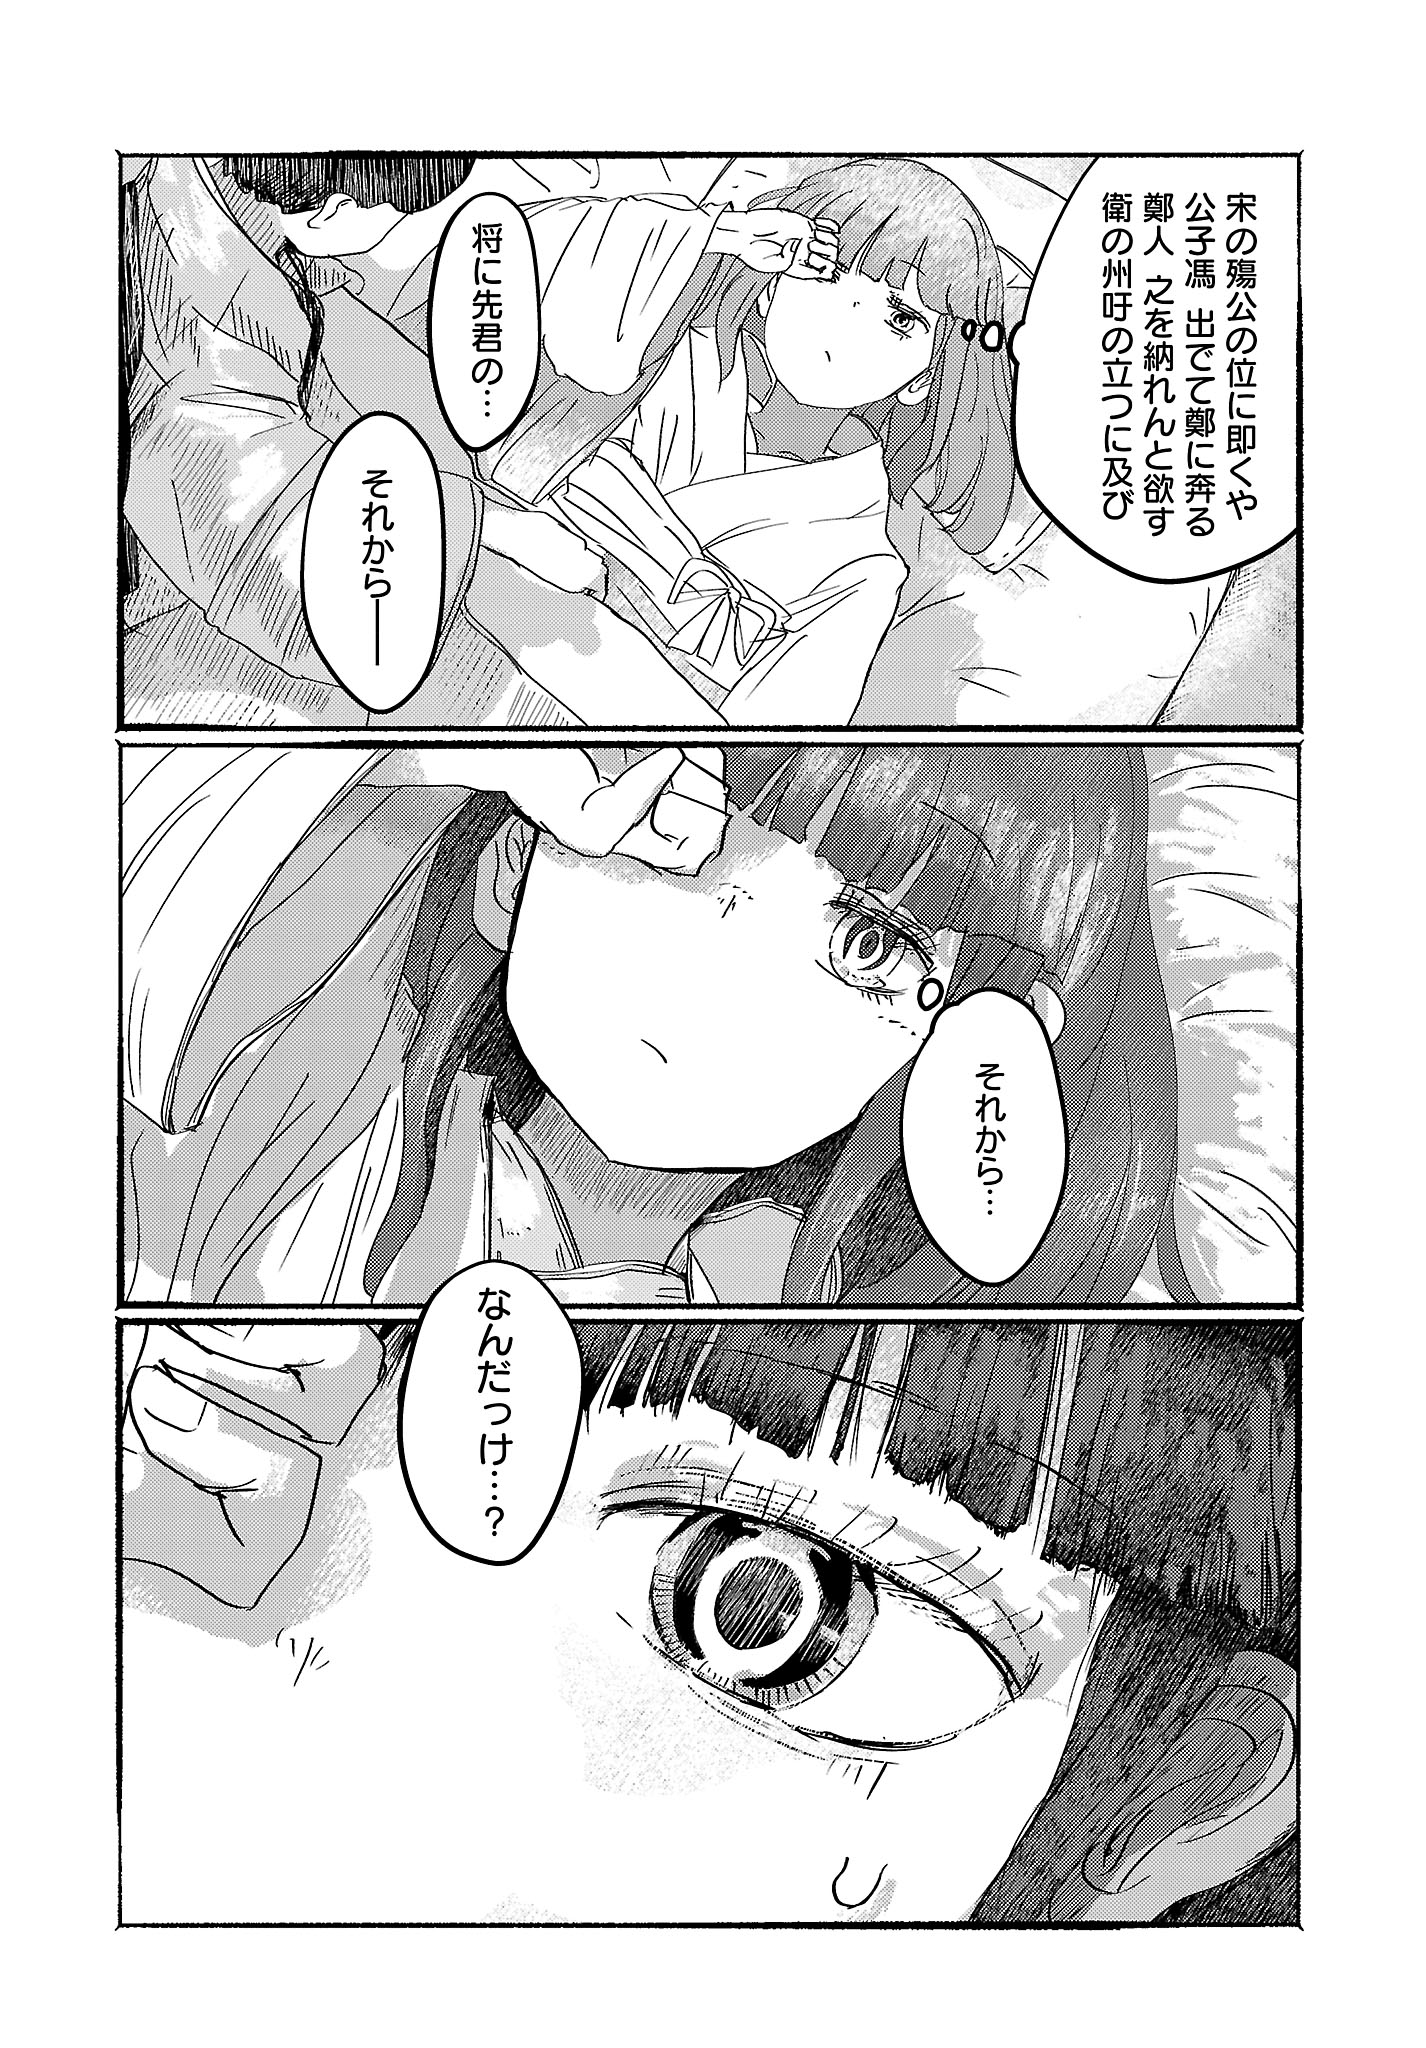 宋の殤公の位に即くや
公子馮 出でて鄭に奔る
鄭人 之を納れんと欲す
衛の州吁の立つに及び
将に先君の…
それから――
それから…
なんだっけ…?